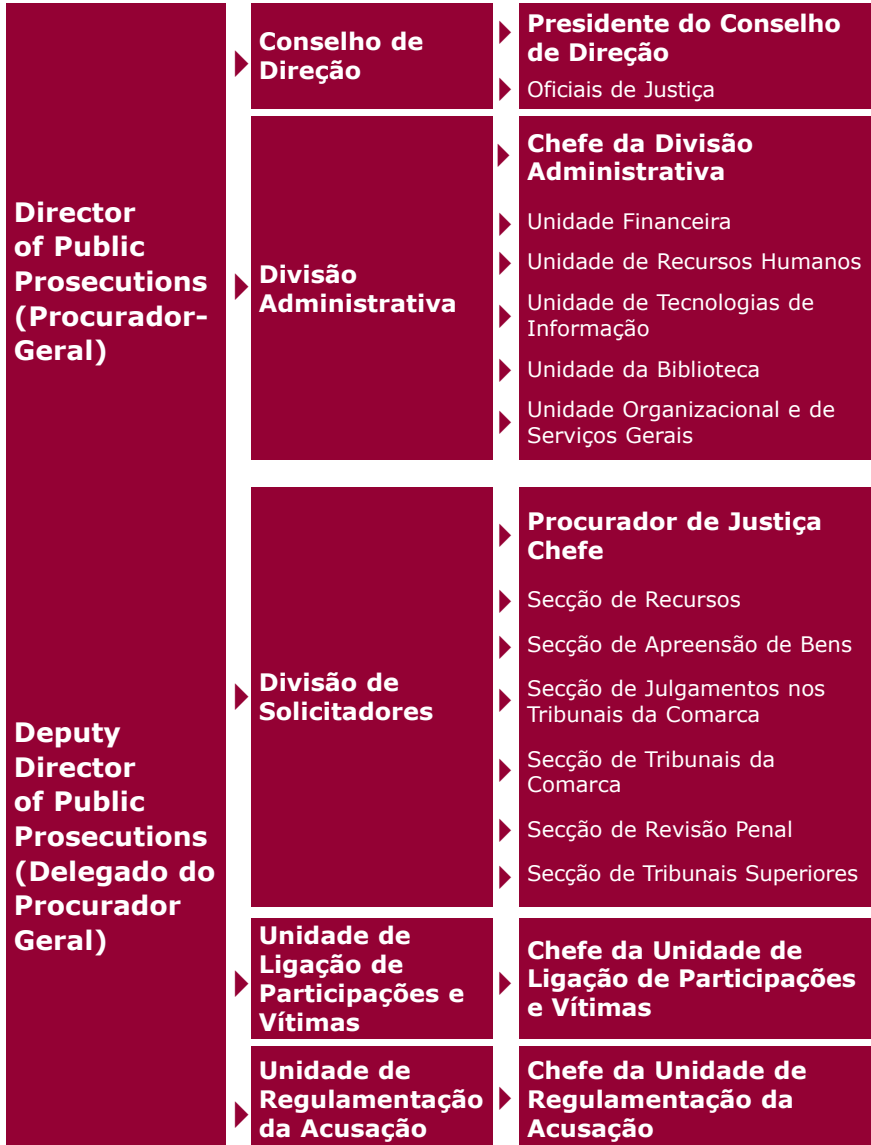 Director
of Public
Prosecutions
(Procurador-
Geral)
Deputy
Director
of Public
Prosecutions
(Delegado do
Procurador
Geral)
Conselho de
Direção
Presidente do Conselho
de Direção
Oficiais de Justiça
Divisão
Administrativa
Chefe da Divisão
Administrativa
Unidade Financeira
Unidade de Recursos Humanos
Unidade de Tecnologias de
Informação
Unidade da Biblioteca
Unidade Organizacional e de
Serviços Gerais
Divisão de
Solicitadores
Procurador de Justiça
Chefe
Secção de Recursos
Secção de Apreensão de Bens
Secção de Julgamentos nos
Tribunais da Comarca
Secção de Tribunais da
Comarca
Secção de Revisão Penal
Secção de Tribunais Superiores
Unidade de
Ligação de
Participações e
Vítimas
Chefe da Unidade de
Ligação de Participações
e Vítimas
Unidade de
Regulamentação
da Acusação
Chefe da Unidade de
Regulamentação da
Acusação